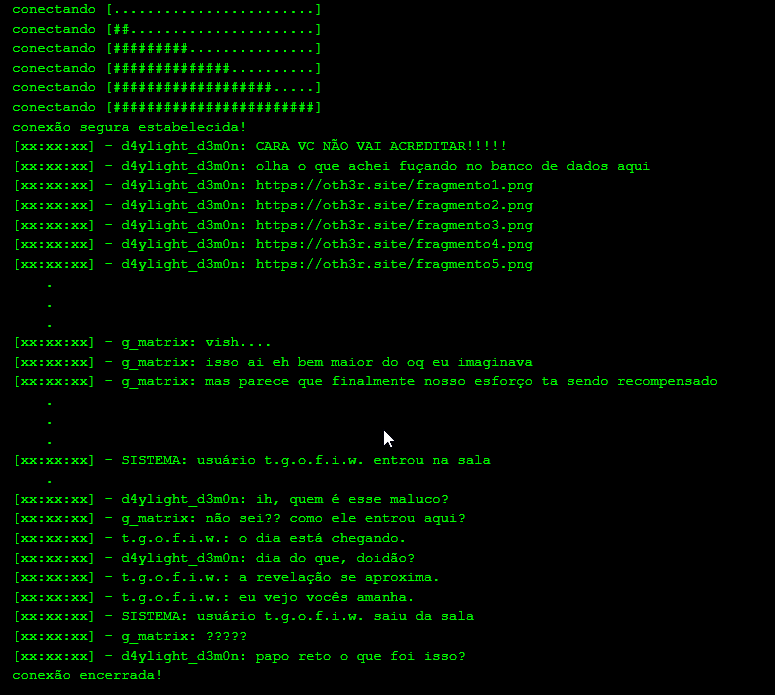 conectando [........................]
conectando [##......................]
conectando [#########...............]
conectando [##############..........]
conectando [###################.....]
conectando [########################]
conexão segura estabelecida!
[xx:xx:xx] - d4ylight_d3m0n: CARA VC NÃO VAI ACREDITAR!!!!!
[xx:xx:xx] - d4ylight_d3m0n: olha o que achei fuçando no banco de dados aqui
[xx:xx:xx] - d4ylight_d3m0n: https://oth3r.site/fragmento1.png
[xx:xx:xx] - d4ylight_d3m0n: https://oth3r.site/fragmento2.png
[xx:xx:xx] - d4ylight_d3m0n: https://oth3r.site/fragmento3.png
[xx:xx:xx] - d4ylight_d3m0n: https://oth3r.site/fragmento4.png
[xx:xx:xx] - d4ylight_d3m0n: https://oth3r.site/fragmento5.png
.
.
.
[xx:xx:xx] - g_matrix: vish....
[xx:xx:xx] - g_matrix: isso ai eh bem maior do oq eu imaginava
[xx:xx:xx] - g_matrix: mas parece que finalmente nosso esforço ta sendo recompensado
.
.
.
[xx:xx:xx] - SISTEMA: usuário t.g.o.f.i.w. entrou na sala
.
[xx:xx:xx] - d4ylight_d3m0n: ih, quem é esse maluco?
[xx:xx:xx] - g_matrix: não sei?? como ele entrou aqui?
[xx:xx:xx] - t.g.o.f.i.w.: o dia está chegando.
[xx:xx:xx] - d4ylight_d3m0n: dia do que, doidão?
[xx:xx:xx] - t.g.o.f.i.w.: a revelação se aproxima.
[xx:xx:xx] - t.g.o.f.i.w.: eu vejo vocês amanha.
[xx:xx:xx] - SISTEMA: usuário t.g.o.f.i.w. saiu da sala
[xx:xx:xx] - g_matrix: ?????
[xx:xx:xx] - d4ylight_d3m0n: papo reto o que foi isso?
conexão encerrada!